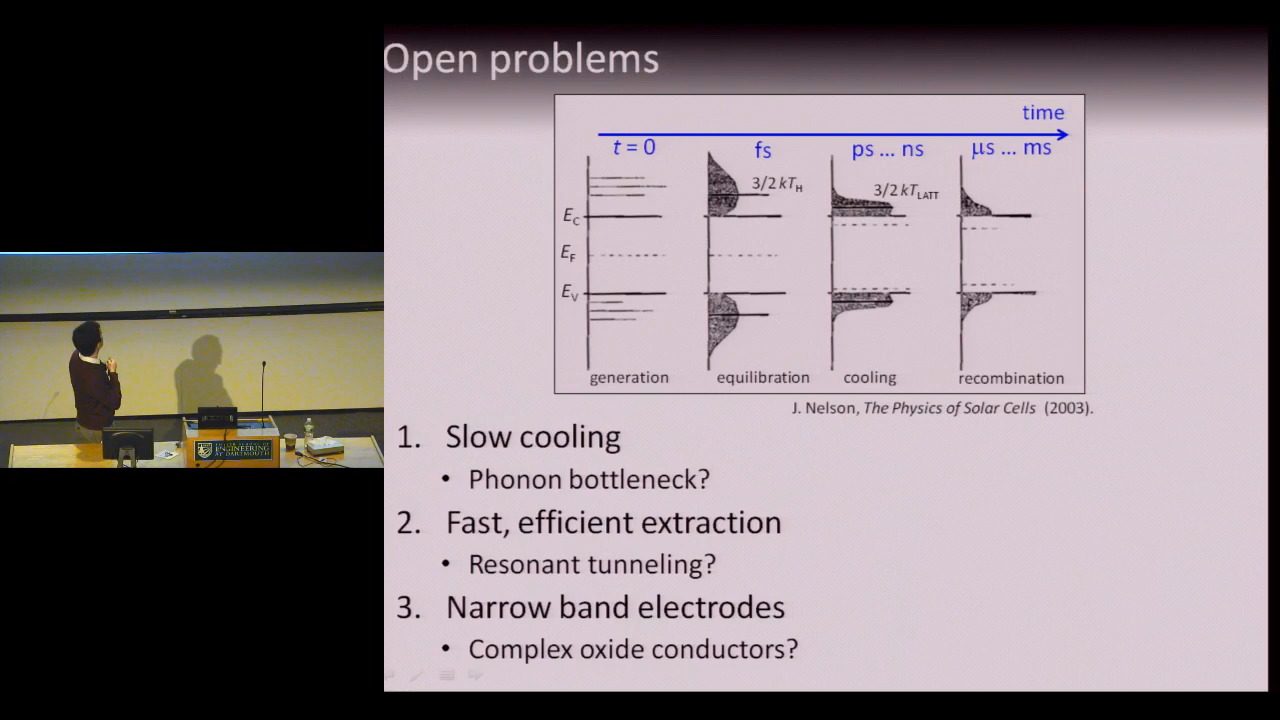 Open problems
time
t = 0
fs
ps ... ns
µs ... ms
3/2 kT_H
3/2 kT_LATT
E_C
E_F
E_V
generation
equilibration
cooling
recombination
J. Nelson, The Physics of Solar Cells (2003).
1. Slow cooling
• Phonon bottleneck?
2. Fast, efficient extraction
• Resonant tunneling?
3. Narrow band electrodes
• Complex oxide conductors?
ENGINEERING
AT DARTMOUTH